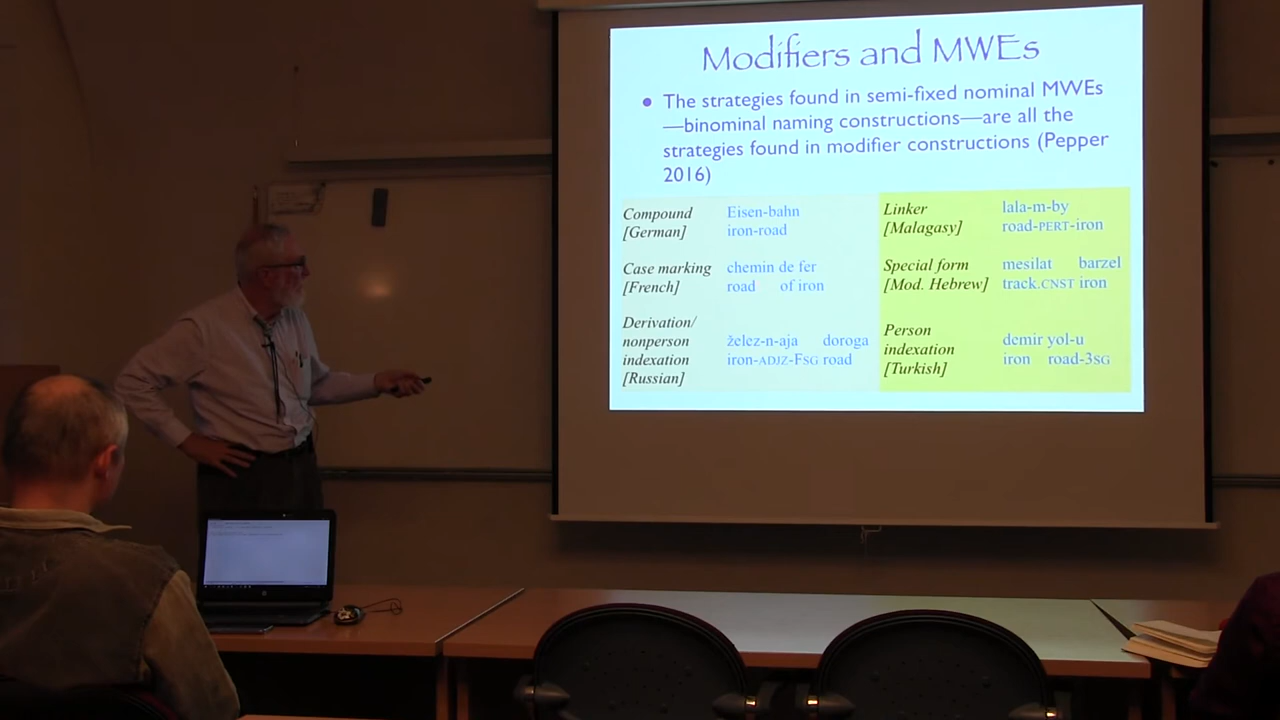 Modifiers and MWEs
• The strategies found in semi-fixed nominal MWEs
—binominal naming constructions—are all the
strategies found in modifier constructions (Pepper
2016)
Compound
[German]
Eisen-bahn
iron-road
Case marking
[French]
chemin de fer
road of iron
Derivation/
nonperson
indexation
[Russian]
želez-n-aja doroga
iron-ADJZ-FSG road
Linker
[Malagasy]
lala-m-by
road-PERT-iron
Special form
[Mod. Hebrew]
mesilat barzel
track.CNST iron
Person
indexation
[Turkish]
demir yol-u
iron road-3SG